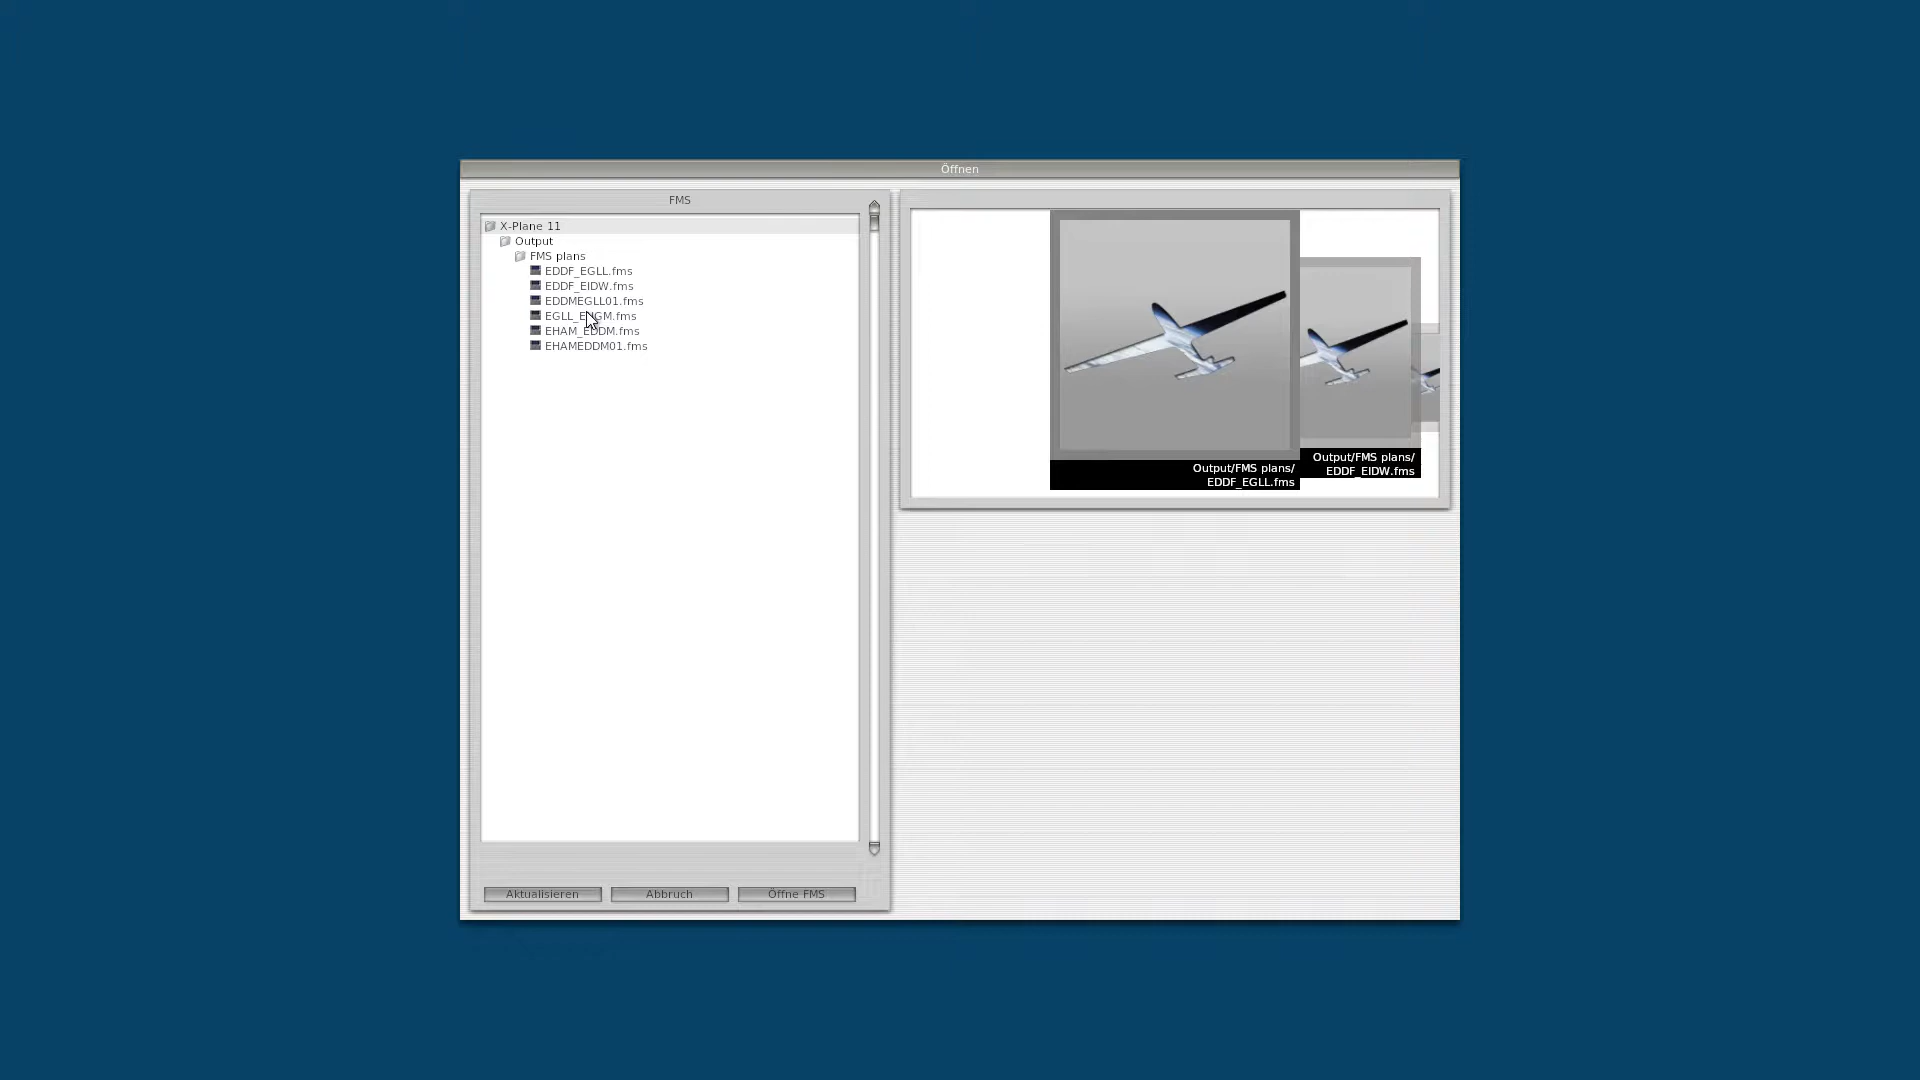 Öffnen
FMS
X-Plane 11
Output
FMS plans
EDDF_EGLL.fms
EDDF_EIDW.fms
EDDMEGLL01.fms
EHAM_EDDM.fms
EHAMEDDM01.fms
Aktualisieren
Abbruch
Öffne FMS
Output/FMS plans/
EDDF_EGLL.fms
Output/FMS plans/
EDDF_EIDW.fms